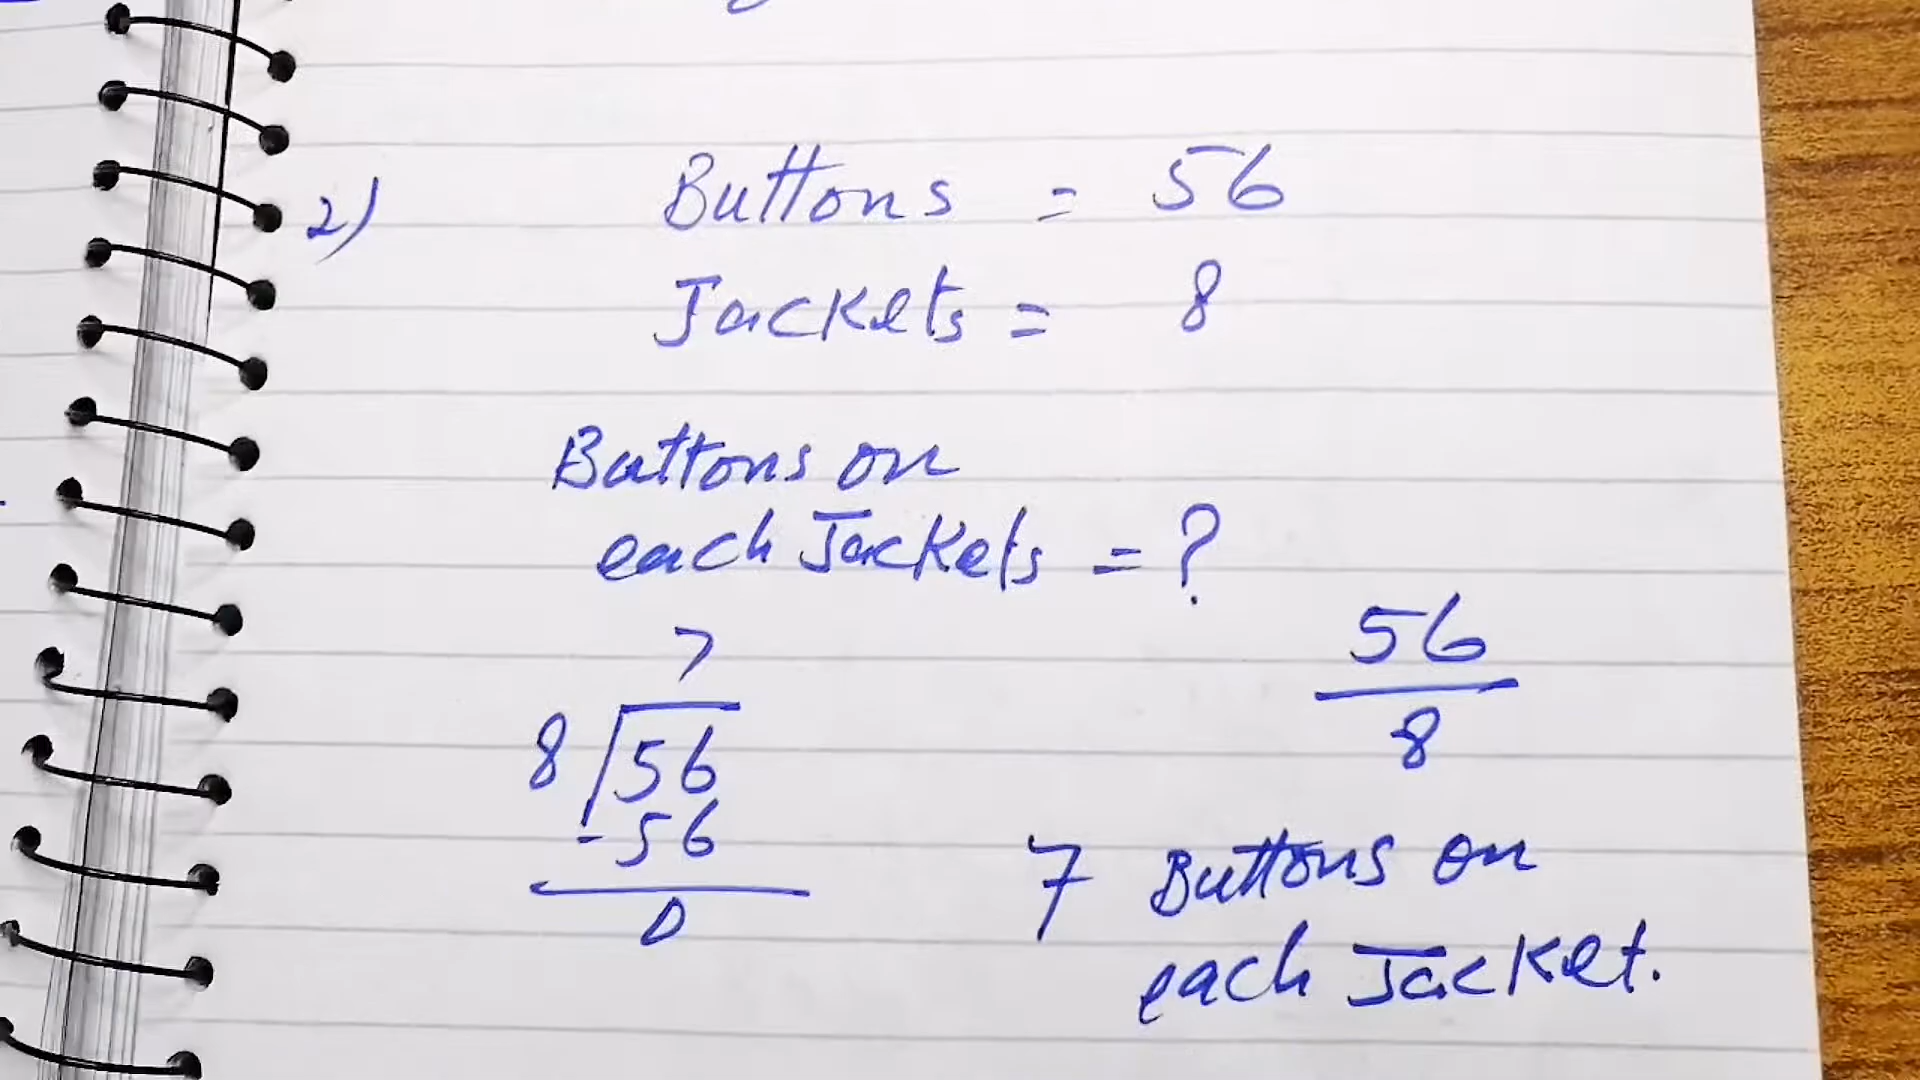 2)
Buttons = 56
Jackets = 8
Buttons on
each Jackets = ?
7
8 56
-56
0
56
8
7 Buttons on
each Jacket.